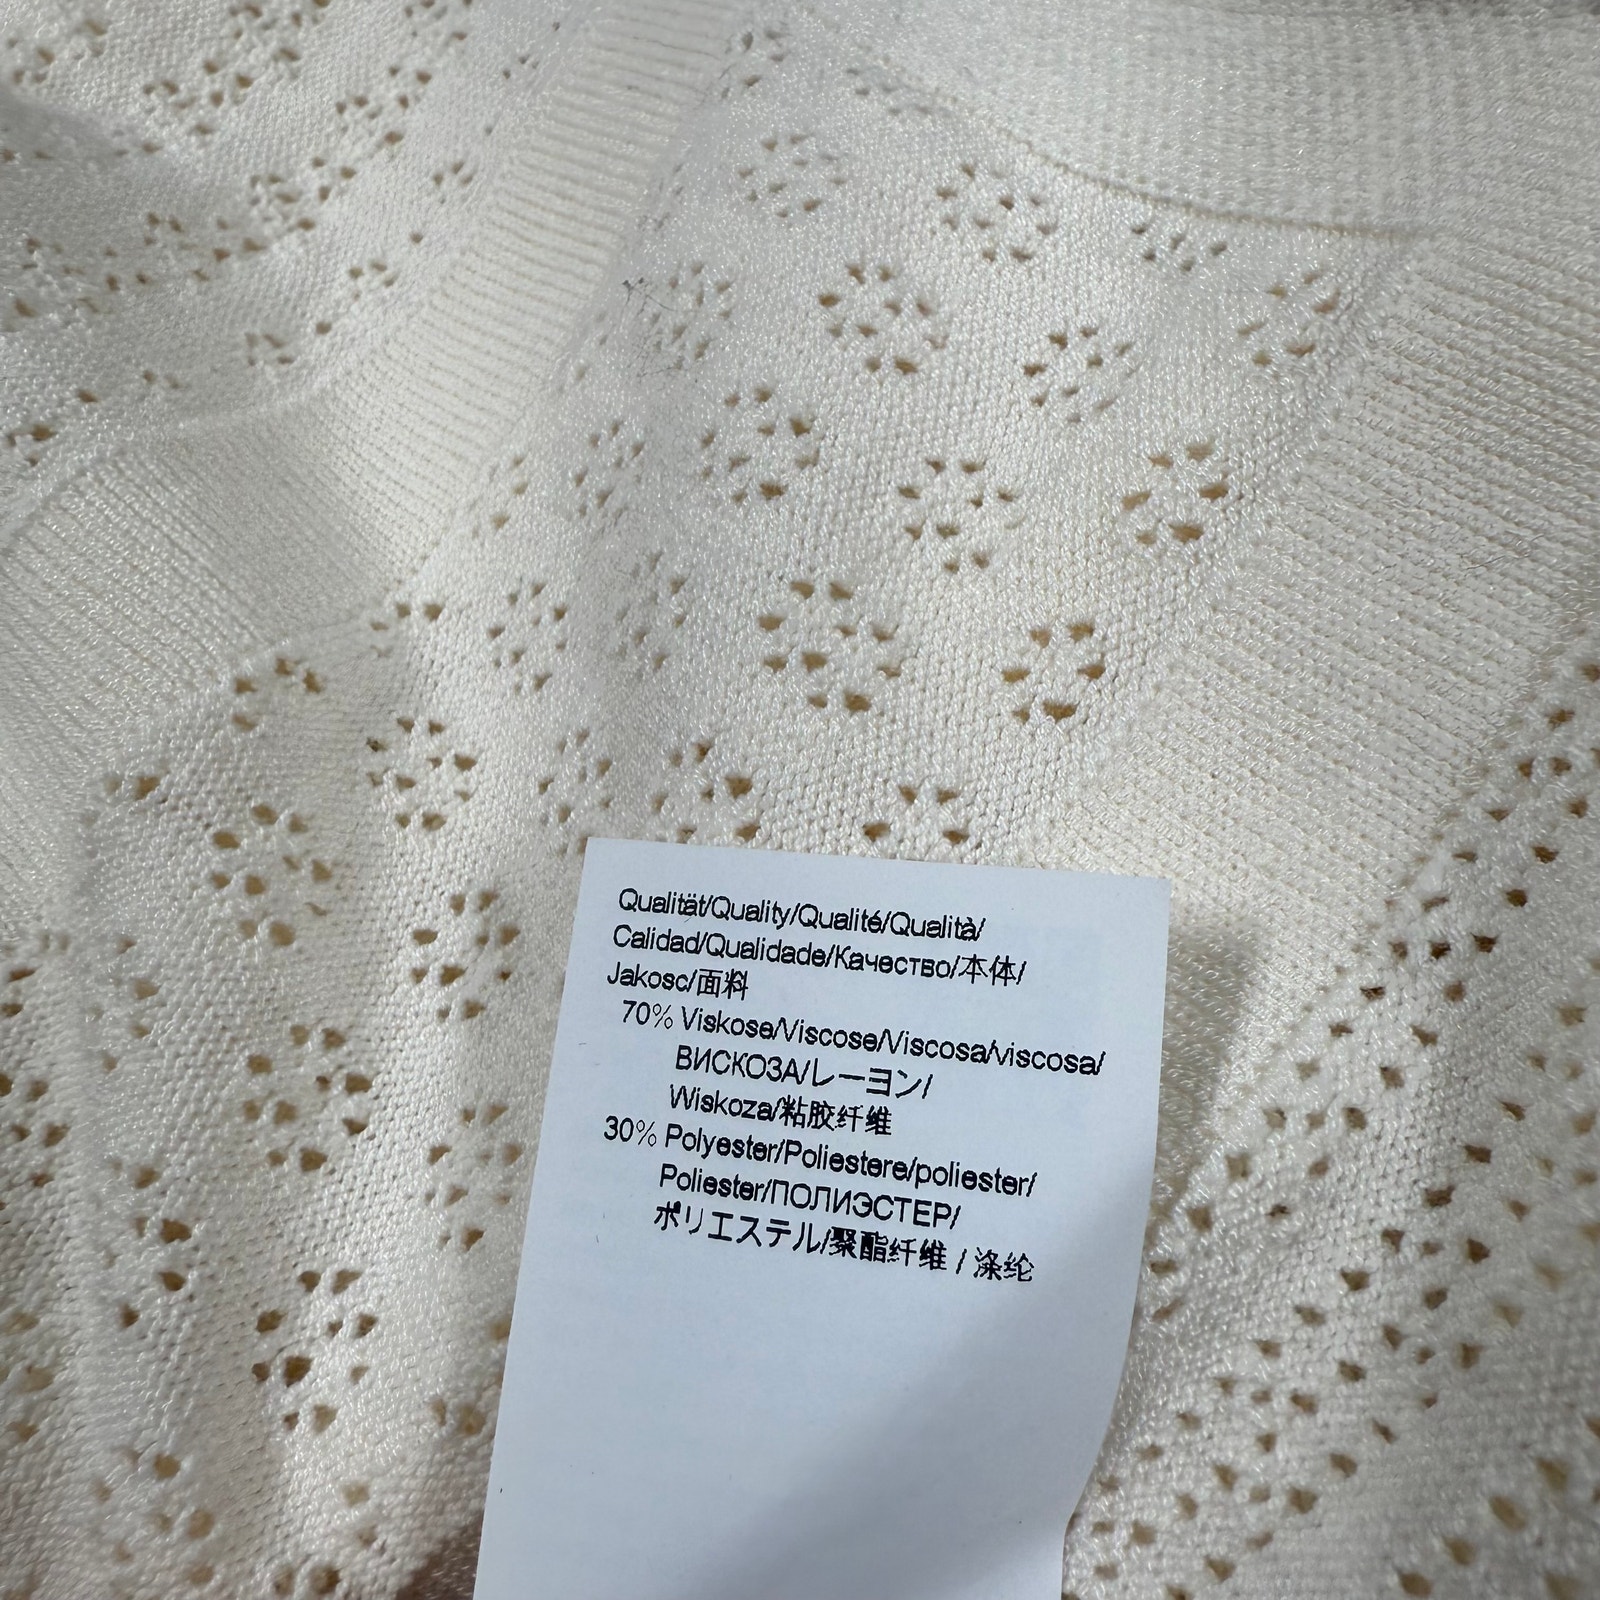 Qualität/Quality/Qualité/Qualità/
Calidad/Qualidade/Качество/本体/
Jakosc/面料
70% Viskose/Viscose/Viscosa/viscosa/
ВИСКОЗА/レーヨン/
Wiskoza/粘胶纤维
30% Polyester/Poliestere/poliester/
Poliester/ПОЛИЭСТЕР/
ポリエステル/聚酯纤维 / 涤纶